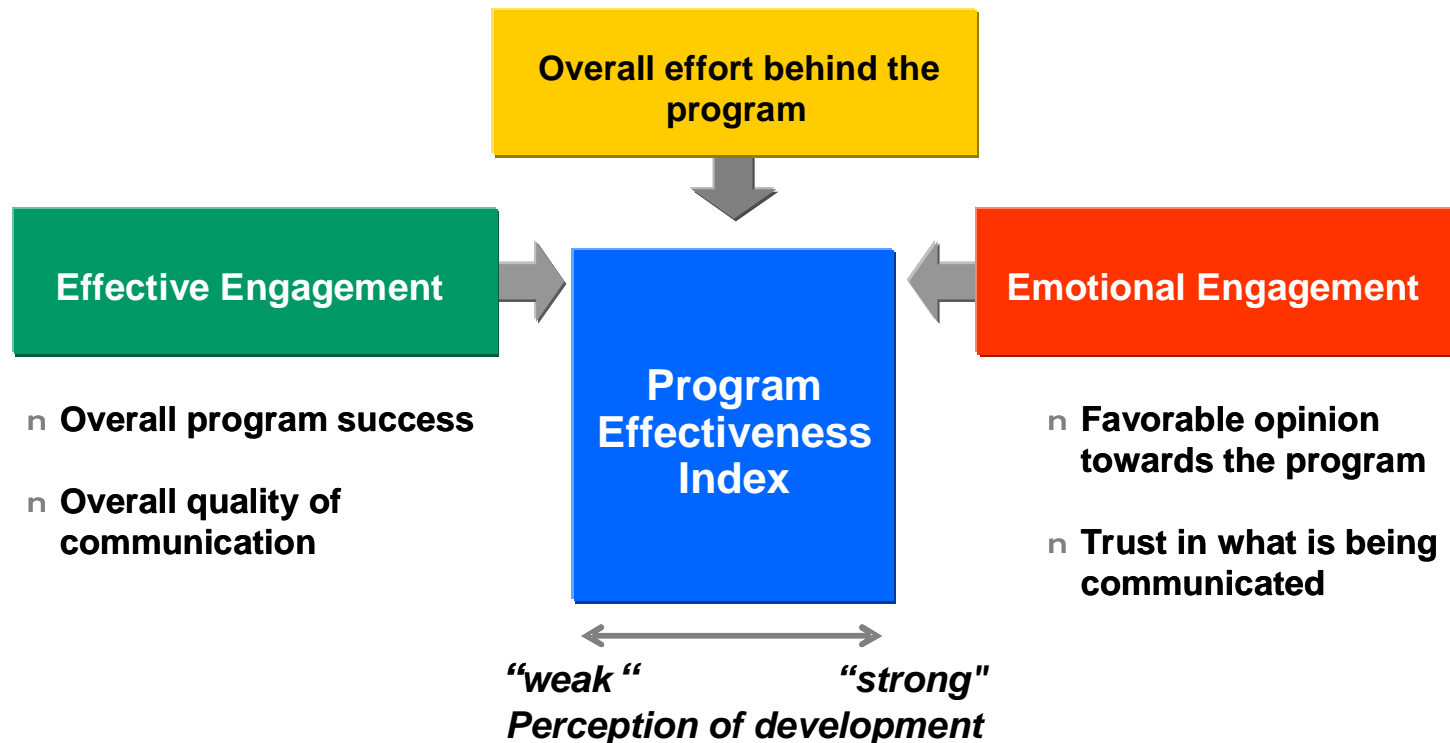 Overall effort behind the
program
Effective Engagement
Emotional Engagement
Program
Effectiveness
Index
n Overall program success
n Overall quality of
communication
n Favorable opinion
towards the program
n Trust in what is being
communicated
“weak “ “strong"
Perception of development